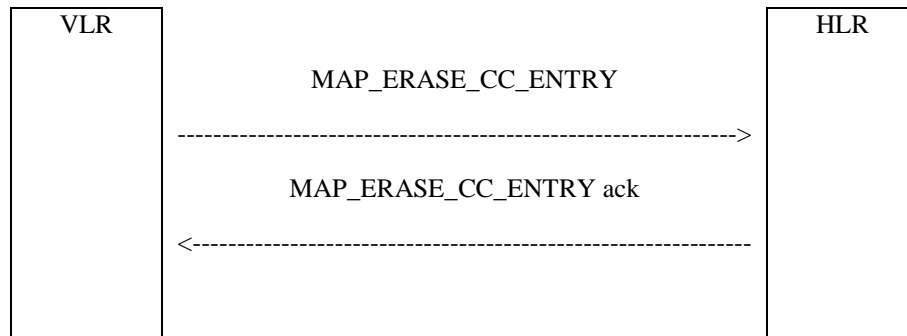 VLR HLR
MAP_ERASE_CC_ENTRY
MAP_ERASE_CC_ENTRY ack